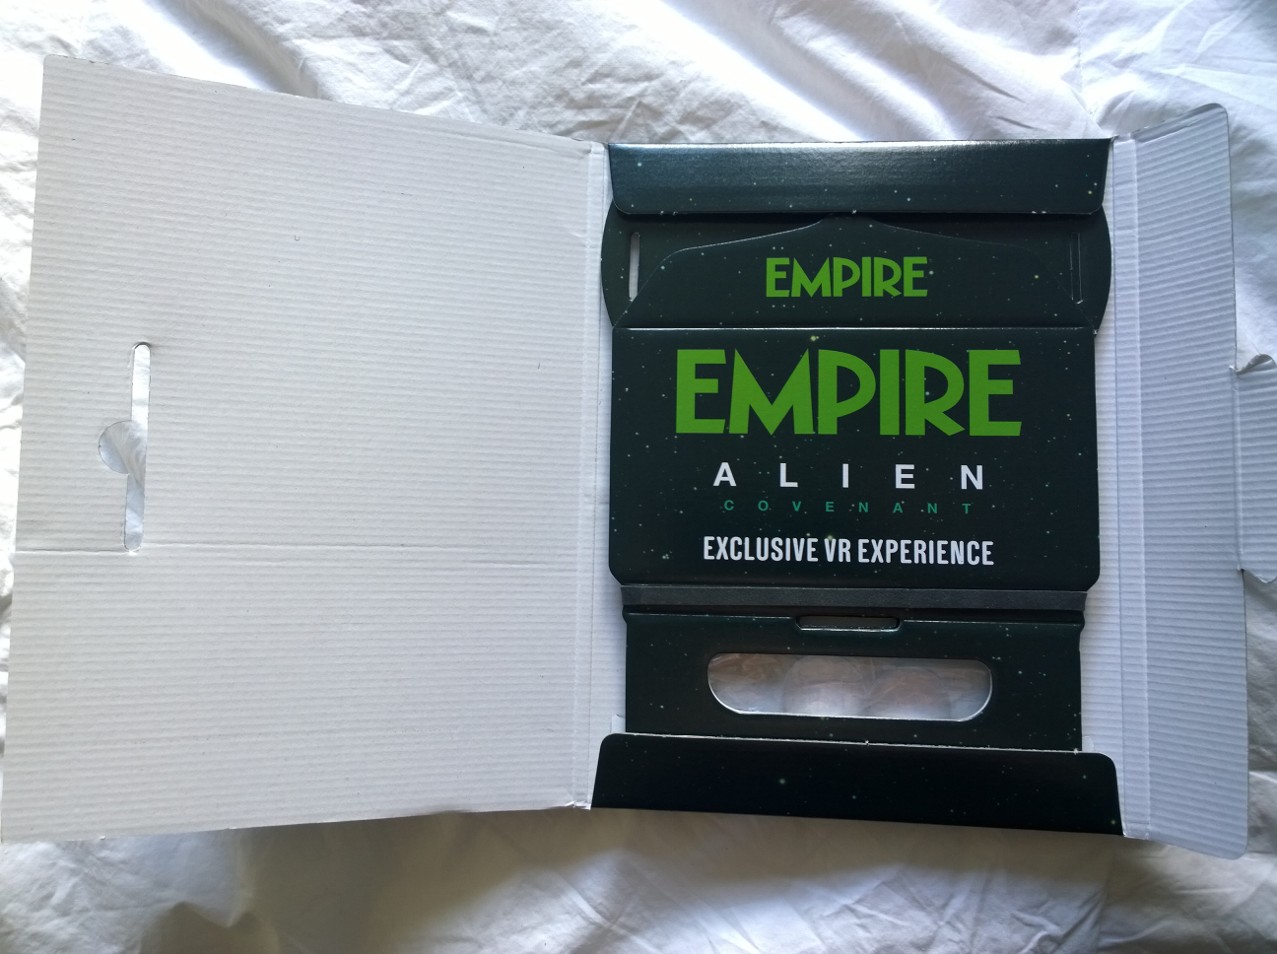 EMPIRE
EMPIRE
ALIEN
COVENANT
EXCLUSIVE VR EXPERIENCE